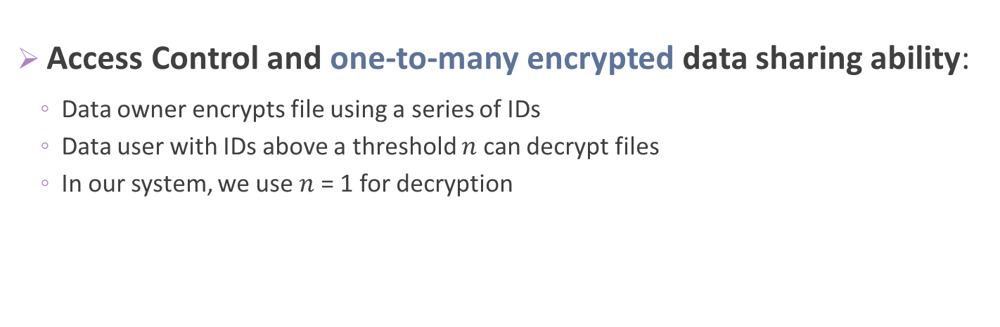 ➢ Access Control and one-to-many encrypted data sharing ability:
◦ Data owner encrypts file using a series of IDs
◦ Data user with IDs above a threshold n can decrypt files
◦ In our system, we use n = 1 for decryption